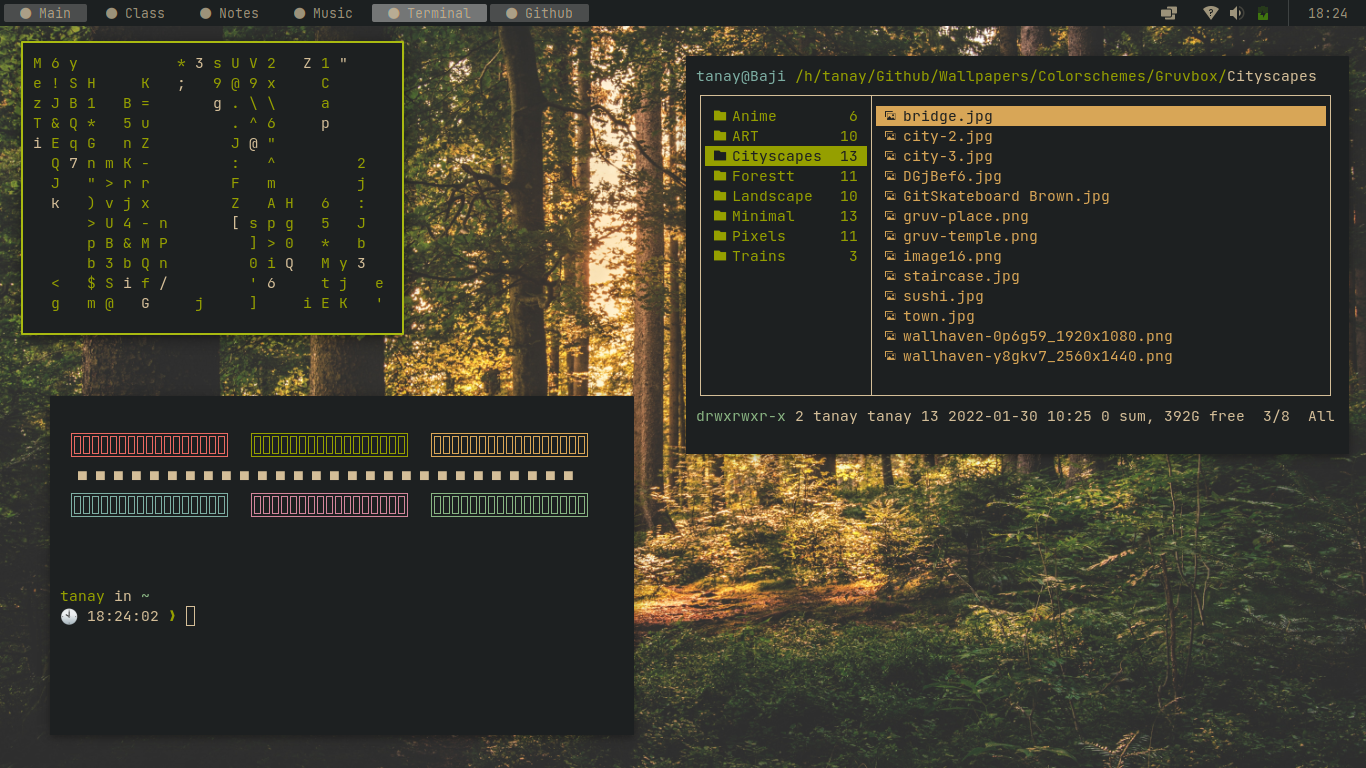 Main Class Notes Music Terminal Github 18:24
M 6 y * 3 s U V 2 Z 1 "
e ! S H K ; 9 @ 9 x C
z J B 1 B = g . \ \ a
T & Q * 5 u . ^ 6 p
i E q G n Z J @ "
Q 7 n m K - : ^ 2
J " > r r F m j
k ) v j x Z A H 6 :
> U 4 - n [ s p g 5 J
p B & M P ] > 0 * b
b 3 b Q n 0 i Q M y 3
< $ S i f / ' 6 t j e
g m @ G j ] i E K '
tanay@Baji /h/tanay/Github/Wallpapers/Colorschemes/Gruvbox/Cityscapes
Anime 6
ART 10
Cityscapes 13
Forestt 11
Landscape 10
Minimal 13
Pixels 11
Trains 3
bridge.jpg
city-2.jpg
city-3.jpg
DGjBef6.jpg
GitSkateboard Brown.jpg
gruv-place.png
gruv-temple.png
image16.png
staircase.jpg
sushi.jpg
town.jpg
wallhaven-0p6g59_1920x1080.png
wallhaven-y8gkv7_2560x1440.png
drwxrwxr-x 2 tanay tanay 13 2022-01-30 10:25 0 sum, 392G free 3/8 All
tanay in ~
18:24:02 ❯